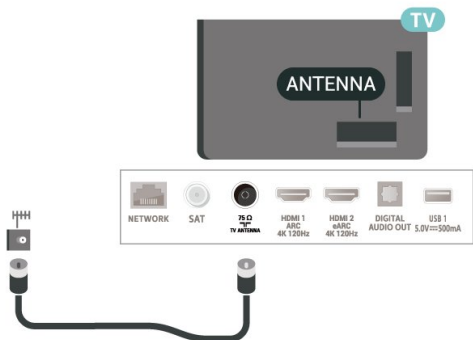 TV
ANTENNA
NETWORK
SAT
75 Ω
TV ANTENNA
HDMI 1
ARC
4K 120Hz
HDMI 2
eARC
4K 120Hz
DIGITAL
AUDIO OUT
USB 1
5.0V⎓500mA